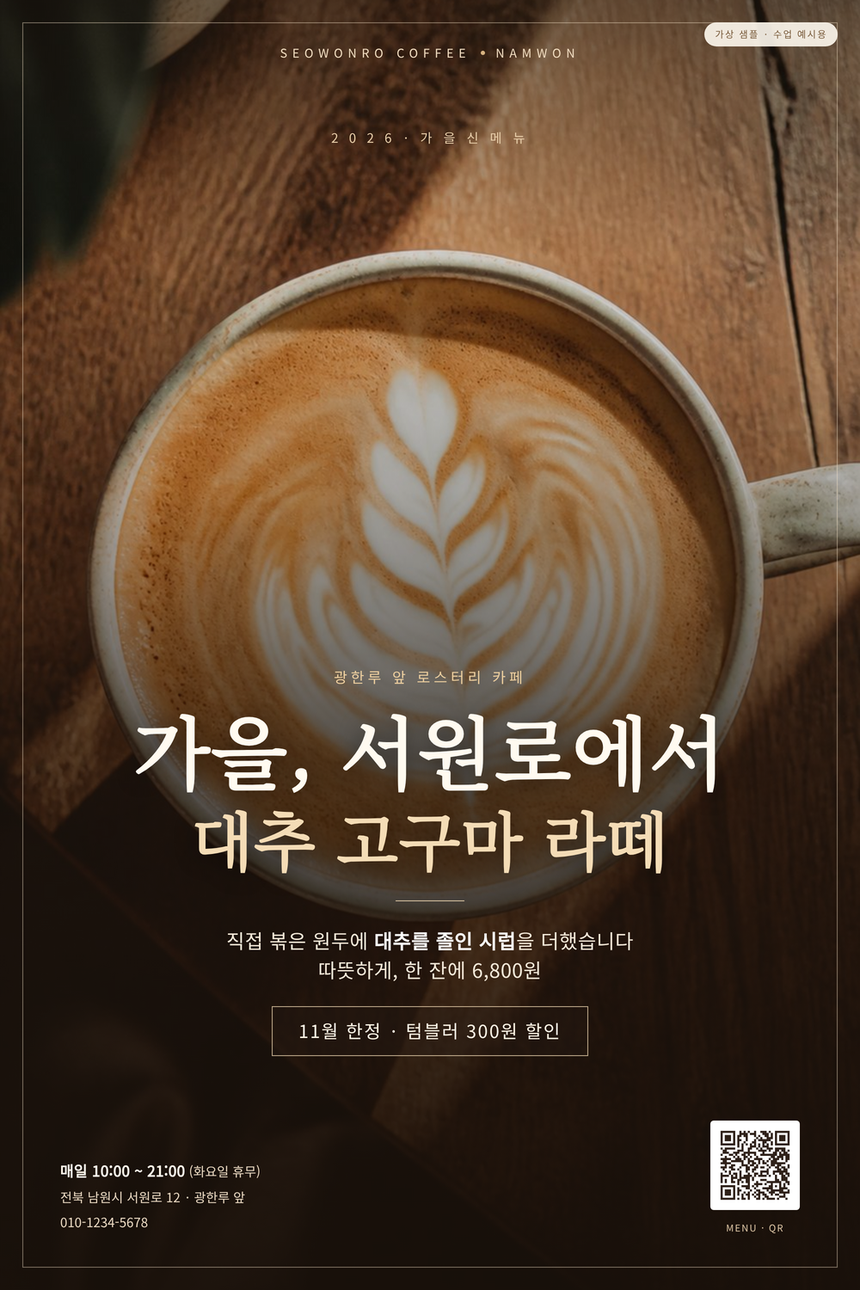 가상 샘플 · 수업 예시용
SEOWONRO COFFEE • NAMWON
2026 · 가을 신메뉴
광한루 앞 로스터리 카페
가을, 서원로에서
대추 고구마 라떼
직접 볶은 원두에 대추를 졸인 시럽을 더했습니다
따뜻하게, 한 잔에 6,800원
11월 한정 · 텀블러 300원 할인
매일 10:00 ~ 21:00 (화요일 휴무)
전북 남원시 서원로 12 · 광한루 앞
010-1234-5678
MENU · QR